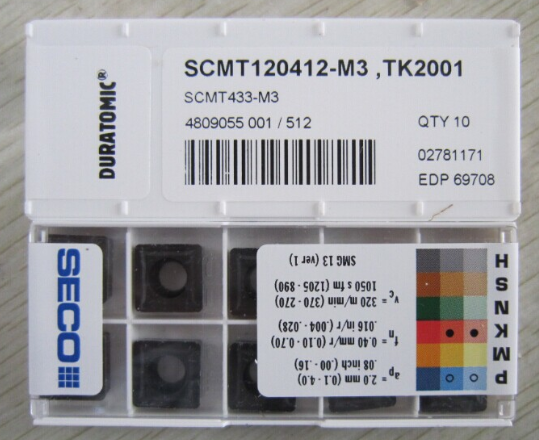 DURATOMIC®
SCMT120412-M3 ,TK2001
SCMT433-M3
4809055 001 / 512
QTY 10
02781171
EDP 69708
SECO
SMG 13 (ver 1)
vc = 320 m/min (370 - 270)
1050 s fm (1205 - 890)
fn = 0.40 mm/r (0.10 - 0.70)
.016 in/r (.004 - .028)
ap = 2.0 mm (0.1 - 4.0)
.08 inch (.00 - .16)
P M K N S H